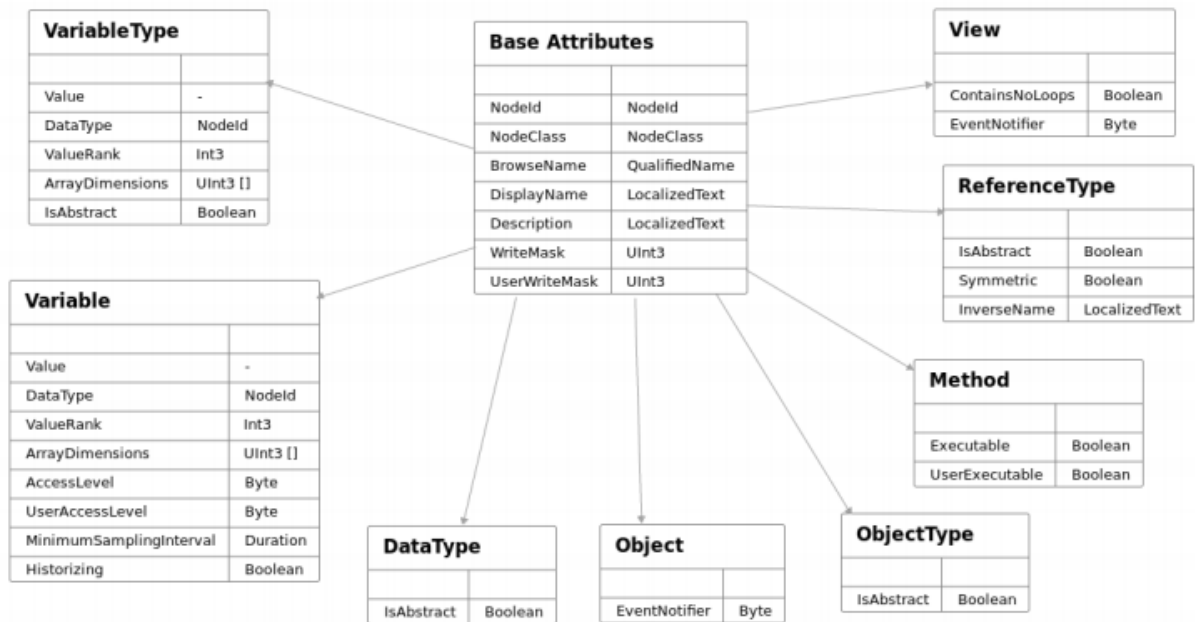 VariableType
Value -
DataType NodeId
ValueRank Int3
ArrayDimensions UInt3 []
IsAbstract Boolean
Base Attributes
NodeId NodeId
NodeClass NodeClass
BrowseName QualifiedName
DisplayName LocalizedText
Description LocalizedText
WriteMask UInt3
UserWriteMask UInt3
View
ContainsNoLoops Boolean
EventNotifier Byte
ReferenceType
IsAbstract Boolean
Symmetric Boolean
InverseName LocalizedText
Variable
Value -
DataType NodeId
ValueRank Int3
ArrayDimensions UInt3 []
AccessLevel Byte
UserAccessLevel Byte
MinimumSamplingInterval Duration
Historizing Boolean
Method
Executable Boolean
UserExecutable Boolean
DataType
IsAbstract Boolean
Object
EventNotifier Byte
ObjectType
IsAbstract Boolean